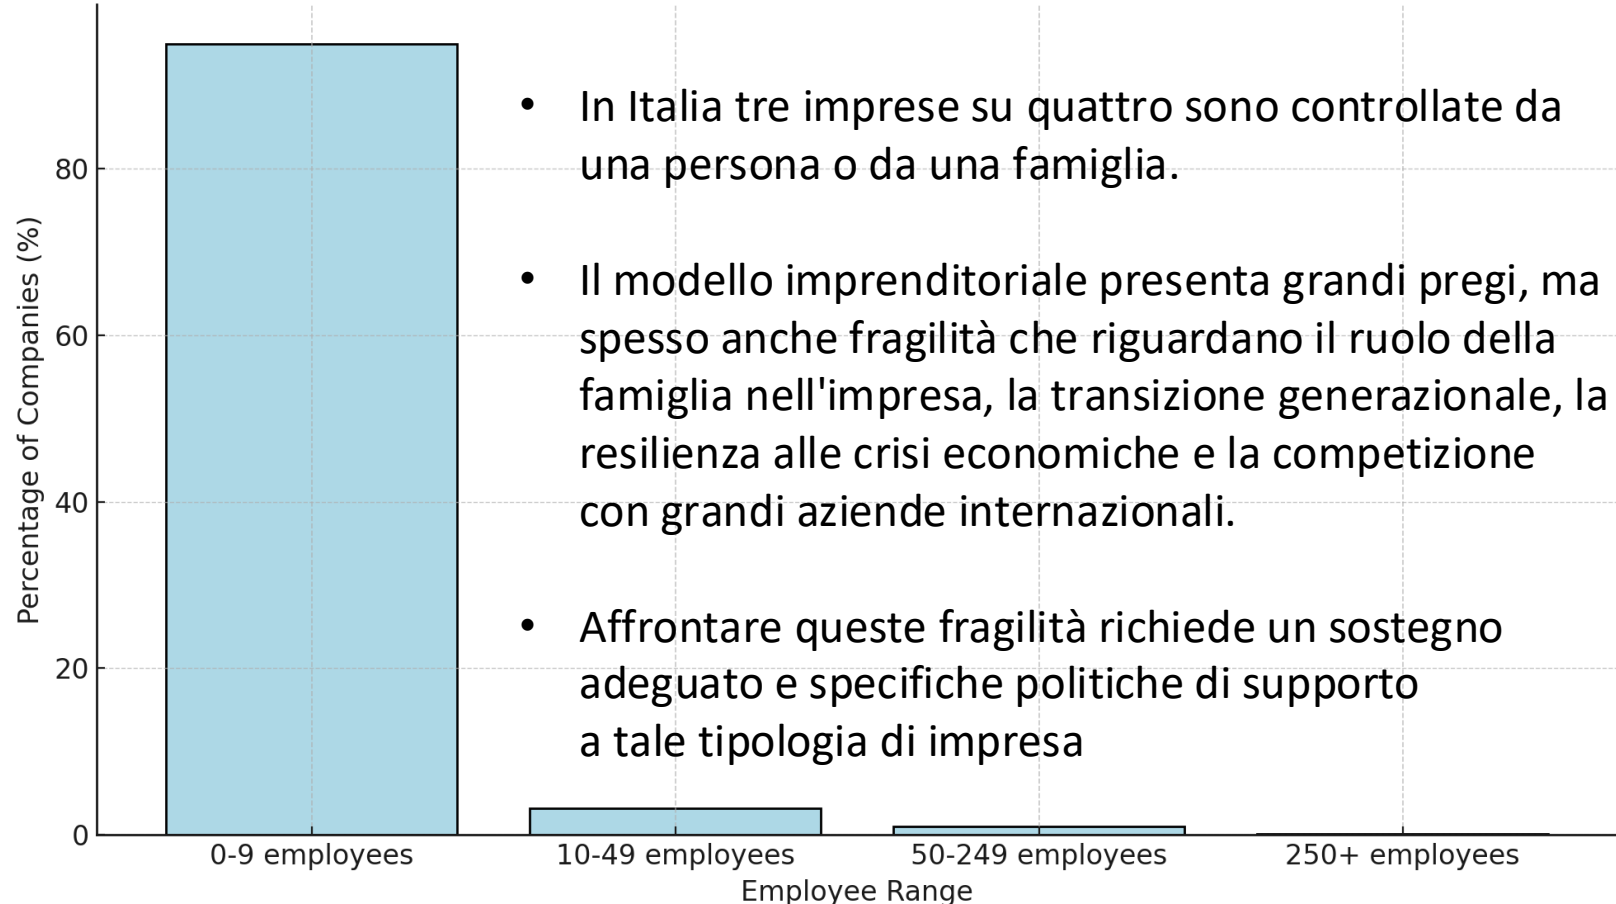 • In Italia tre imprese su quattro sono controllate da
una persona o da una famiglia.
• Il modello imprenditoriale presenta grandi pregi, ma
spesso anche fragilità che riguardano il ruolo della
famiglia nell'impresa, la transizione generazionale, la
resilienza alle crisi economiche e la competizione
con grandi aziende internazionali.
• Affrontare queste fragilità richiede un sostegno
adeguato e specifiche politiche di supporto
a tale tipologia di impresa
Percentage of Companies (%)
80
60
40
20
0
0-9 employees
10-49 employees
50-249 employees
250+ employees
Employee Range